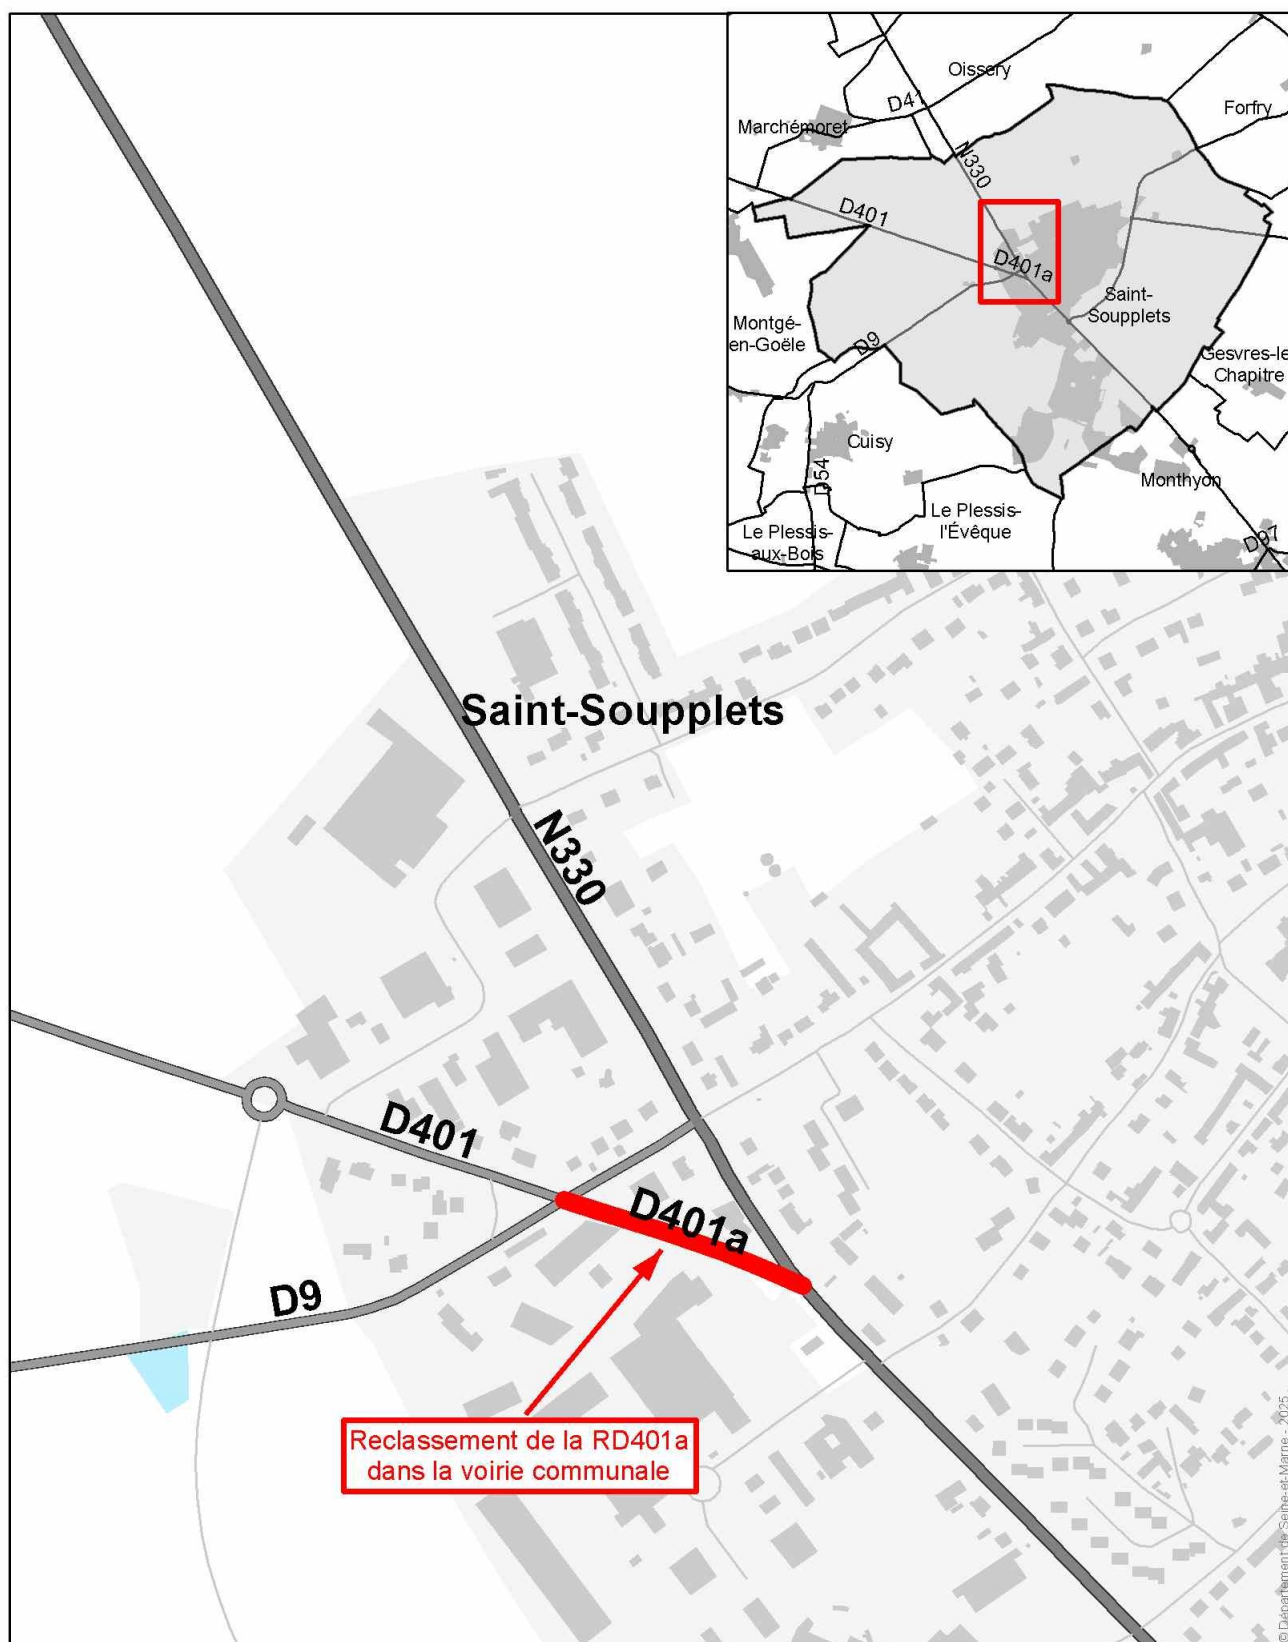 Oissery
D41
Forfry
Marchémoret
N330
D401
D401a
Saint-
Soupplets
Montgé-
en-Goële
D9
Gesvres-le
Chapitre
Cuisy
D54
Monthyon
Le Plessis-
l'Évêque
Le Plessis-
aux-Bois
D97
Saint-Soupplets
N330
D401
D401a
D9
Reclassement de la RD401a
dans la voirie communale
© Département de Seine-et-Marne - 2025